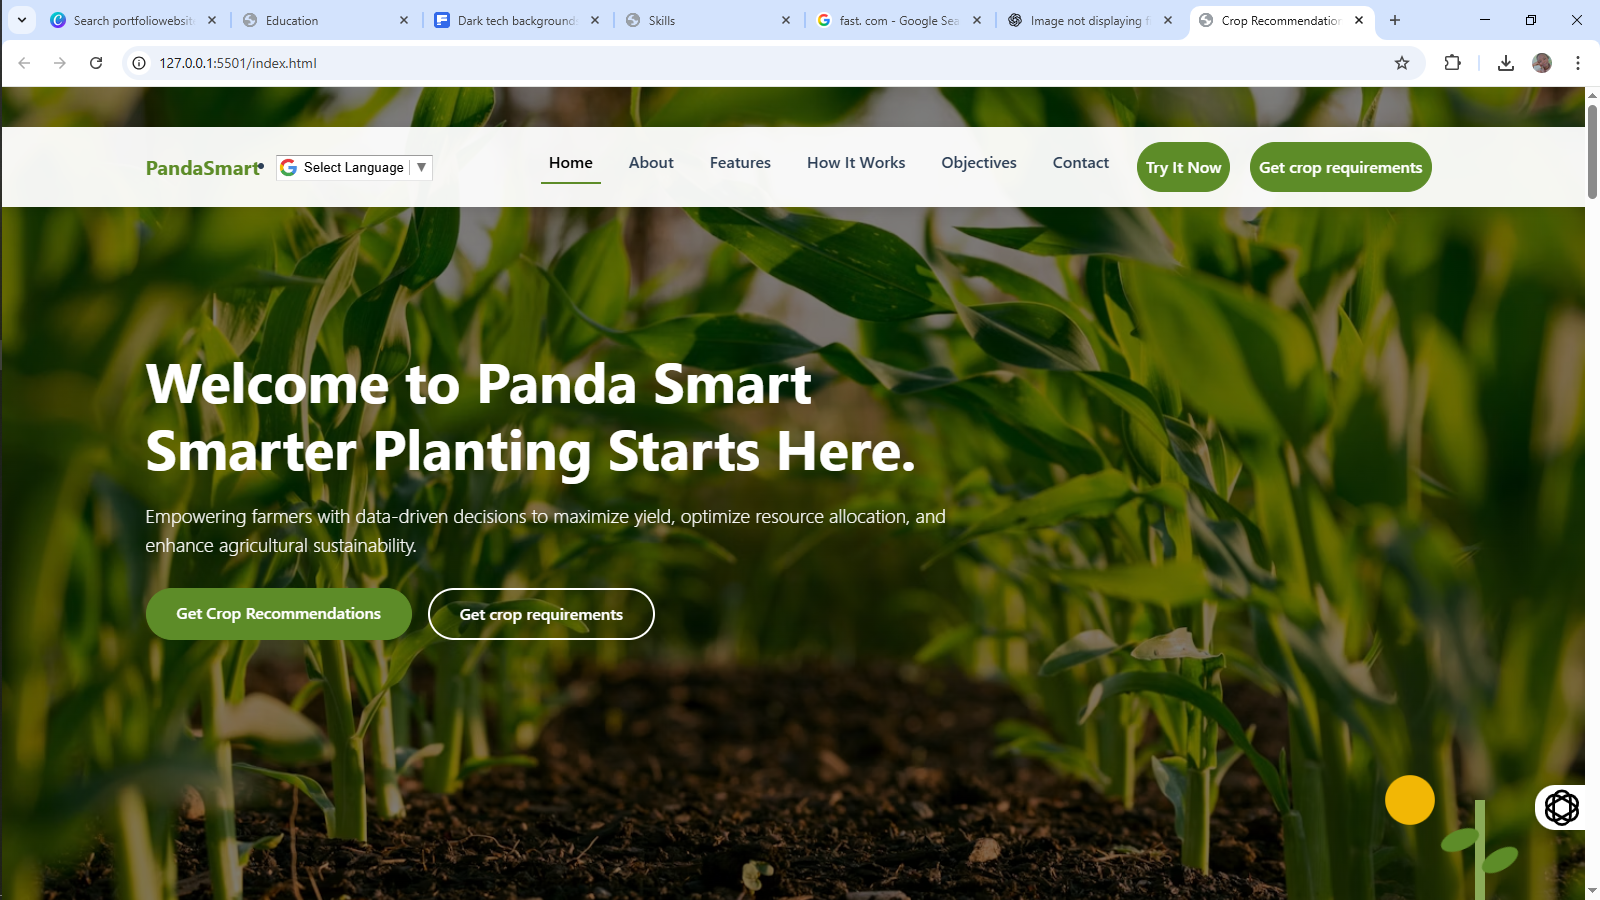 Search portfoliowebsit
Education
Dark tech background
Skills
fast. com - Google Sea
Image not displaying f
Crop Recommendation
127.0.0.1:5501/index.html
PandaSmart
Select Language
Home
About
Features
How It Works
Objectives
Contact
Try It Now
Get crop requirements
Welcome to Panda Smart
Smarter Planting Starts Here.
Empowering farmers with data-driven decisions to maximize yield, optimize resource allocation, and
enhance agricultural sustainability.
Get Crop Recommendations
Get crop requirements